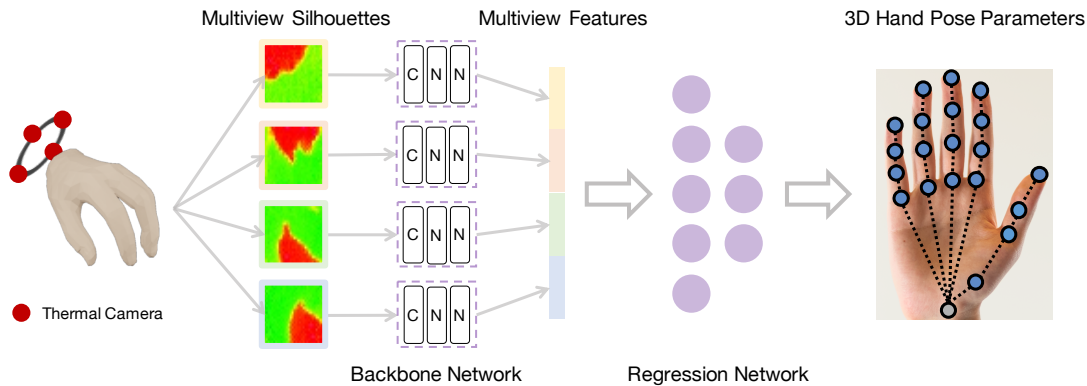 Multiview Silhouettes
Multiview Features
3D Hand Pose Parameters
C N N
C N N
C N N
C N N
Thermal Camera
Backbone Network
Regression Network